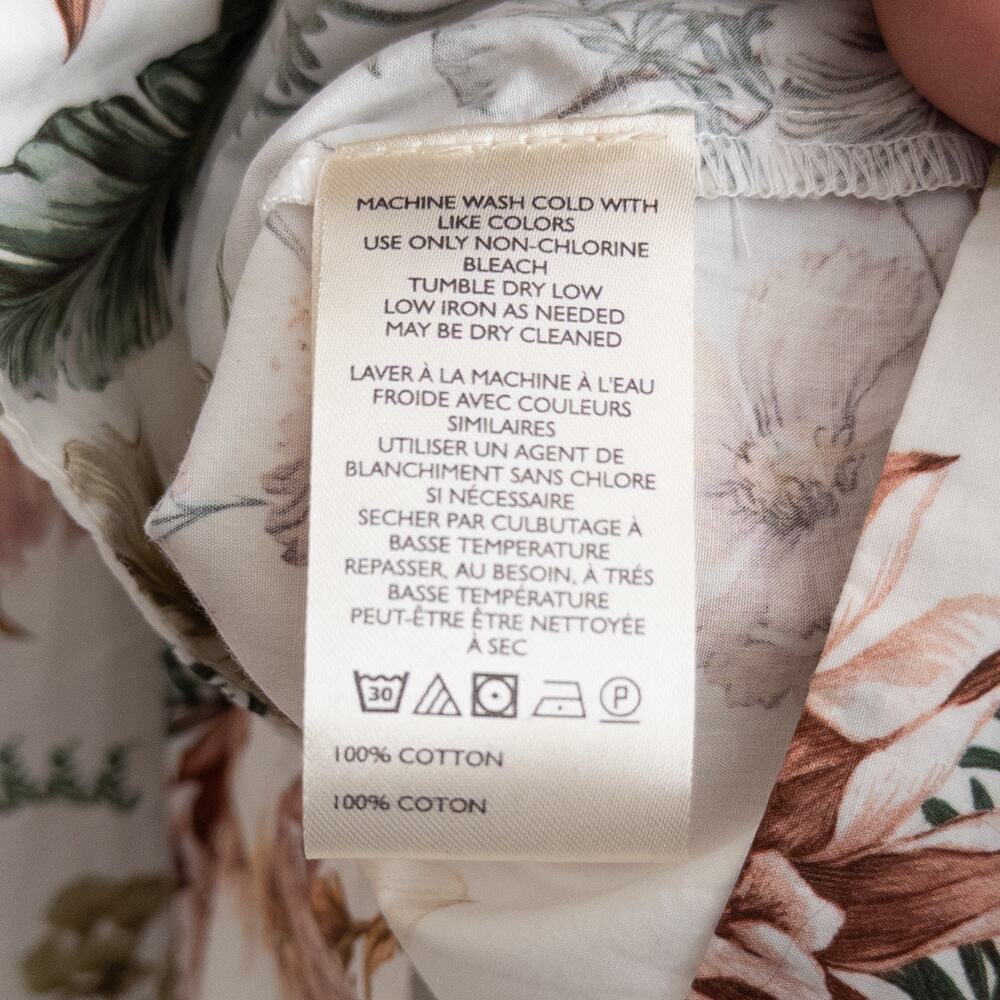 MACHINE WASH COLD WITH
LIKE COLORS
USE ONLY NON-CHLORINE
BLEACH
TUMBLE DRY LOW
LOW IRON AS NEEDED
MAY BE DRY CLEANED
LAVER À LA MACHINE À L'EAU
FROIDE AVEC COULEURS
SIMILAIRES
UTILISER UN AGENT DE
BLANCHIMENT SANS CHLORE
SI NÉCESSAIRE
SECHER PAR CULBUTAGE À
BASSE TEMPERATURE
REPASSER, AU BESOIN, À TRÉS
BASSE TEMPÉRATURE
PEUT-ÊTRE ÊTRE NETTOYÉE
À SEC
30 P
100% COTTON
100% COTON